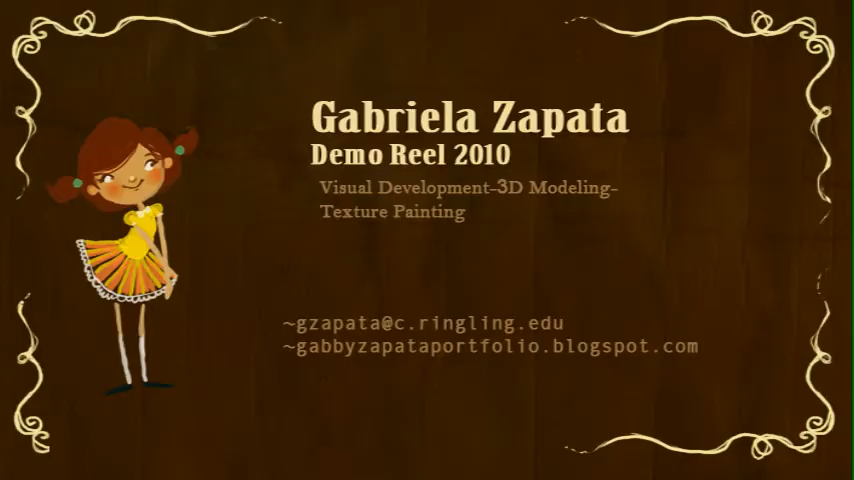 Gabriela Zapata
Demo Reel 2010
Visual Development-3D Modeling-
Texture Painting
~gzapata@c.ringling.edu
~gabbyzapataportfolio.blogspot.com